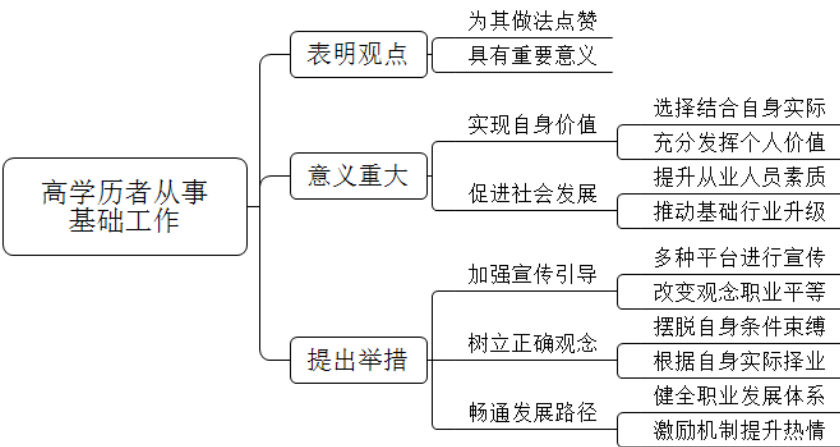 高学历者从事
基础工作
表明观点
为其做法点赞
具有重要意义
意义重大
实现自身价值
选择结合自身实际
充分发挥个人价值
促进社会发展
提升从业人员素质
推动基础行业升级
提出举措
加强宣传引导
多种平台进行宣传
改变观念职业平等
树立正确观念
摆脱自身条件束缚
根据自身实际择业
畅通发展路径
健全职业发展体系
激励机制提升热情